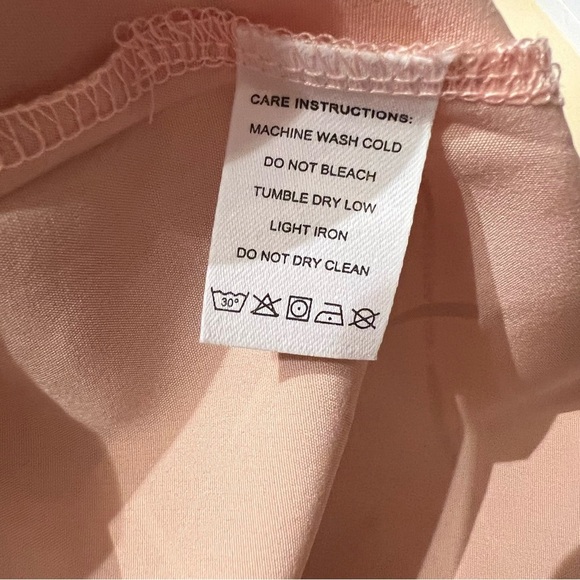 CARE INSTRUCTIONS:
MACHINE WASH COLD
DO NOT BLEACH
TUMBLE DRY LOW
LIGHT IRON
DO NOT DRY CLEAN
30°